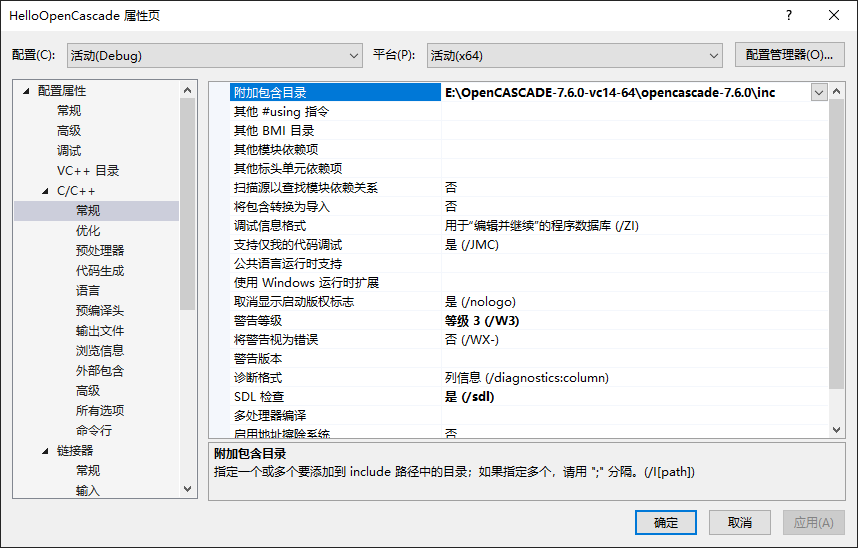 HelloOpenCascade 属性页
配置(C): 活动(Debug) 平台(P): 活动(x64) 配置管理器(O)...
配置属性
常规
高级
调试
VC++ 目录
C/C++
常规
优化
预处理器
代码生成
语言
预编译头
输出文件
浏览信息
外部包含
高级
所有选项
命令行
链接器
常规
输入
附加包含目录 E:\OpenCASCADE-7.6.0-vc14-64\opencascade-7.6.0\inc
其他 #using 指令
其他 BMI 目录
其他模块依赖项
其他标头单元依赖项
扫描源以查找模块依赖关系 否
将包含转换为导入 否
调试信息格式 用于“编辑并继续”的程序数据库 (/ZI)
支持仅我的代码调试 是 (/JMC)
公共语言运行时支持
使用 Windows 运行时扩展
取消显示启动版权标志 是 (/nologo)
警告等级 等级 3 (/W3)
将警告视为错误 否 (/WX-)
警告版本
诊断格式 列信息 (/diagnostics:column)
SDL 检查 是 (/sdl)
多处理器编译
启用地址擦除系统 否
附加包含目录
指定一个或多个要添加到 include 路径中的目录；如果指定多个，请用 ";" 分隔。(/I[path])
确定 取消 应用(A)